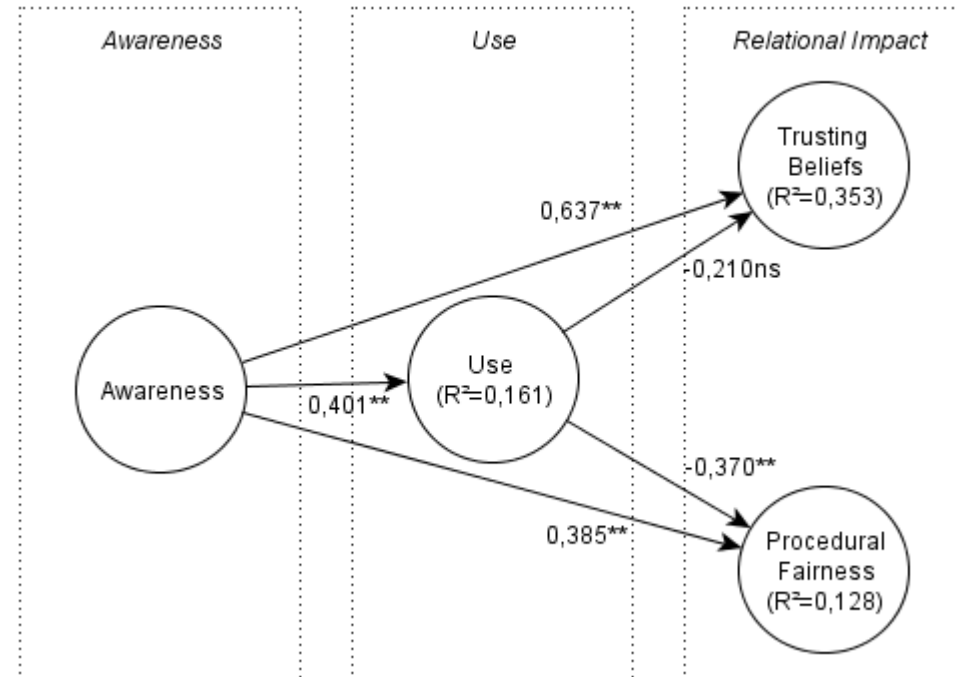 Awareness
Use
Relational Impact
Trusting
Beliefs
(R²=0,353)
0,637**
-0,210ns
Awareness
Use
(R²=0,161)
0,401**
-0,370**
0,385**
Procedural
Fairness
(R²=0,128)